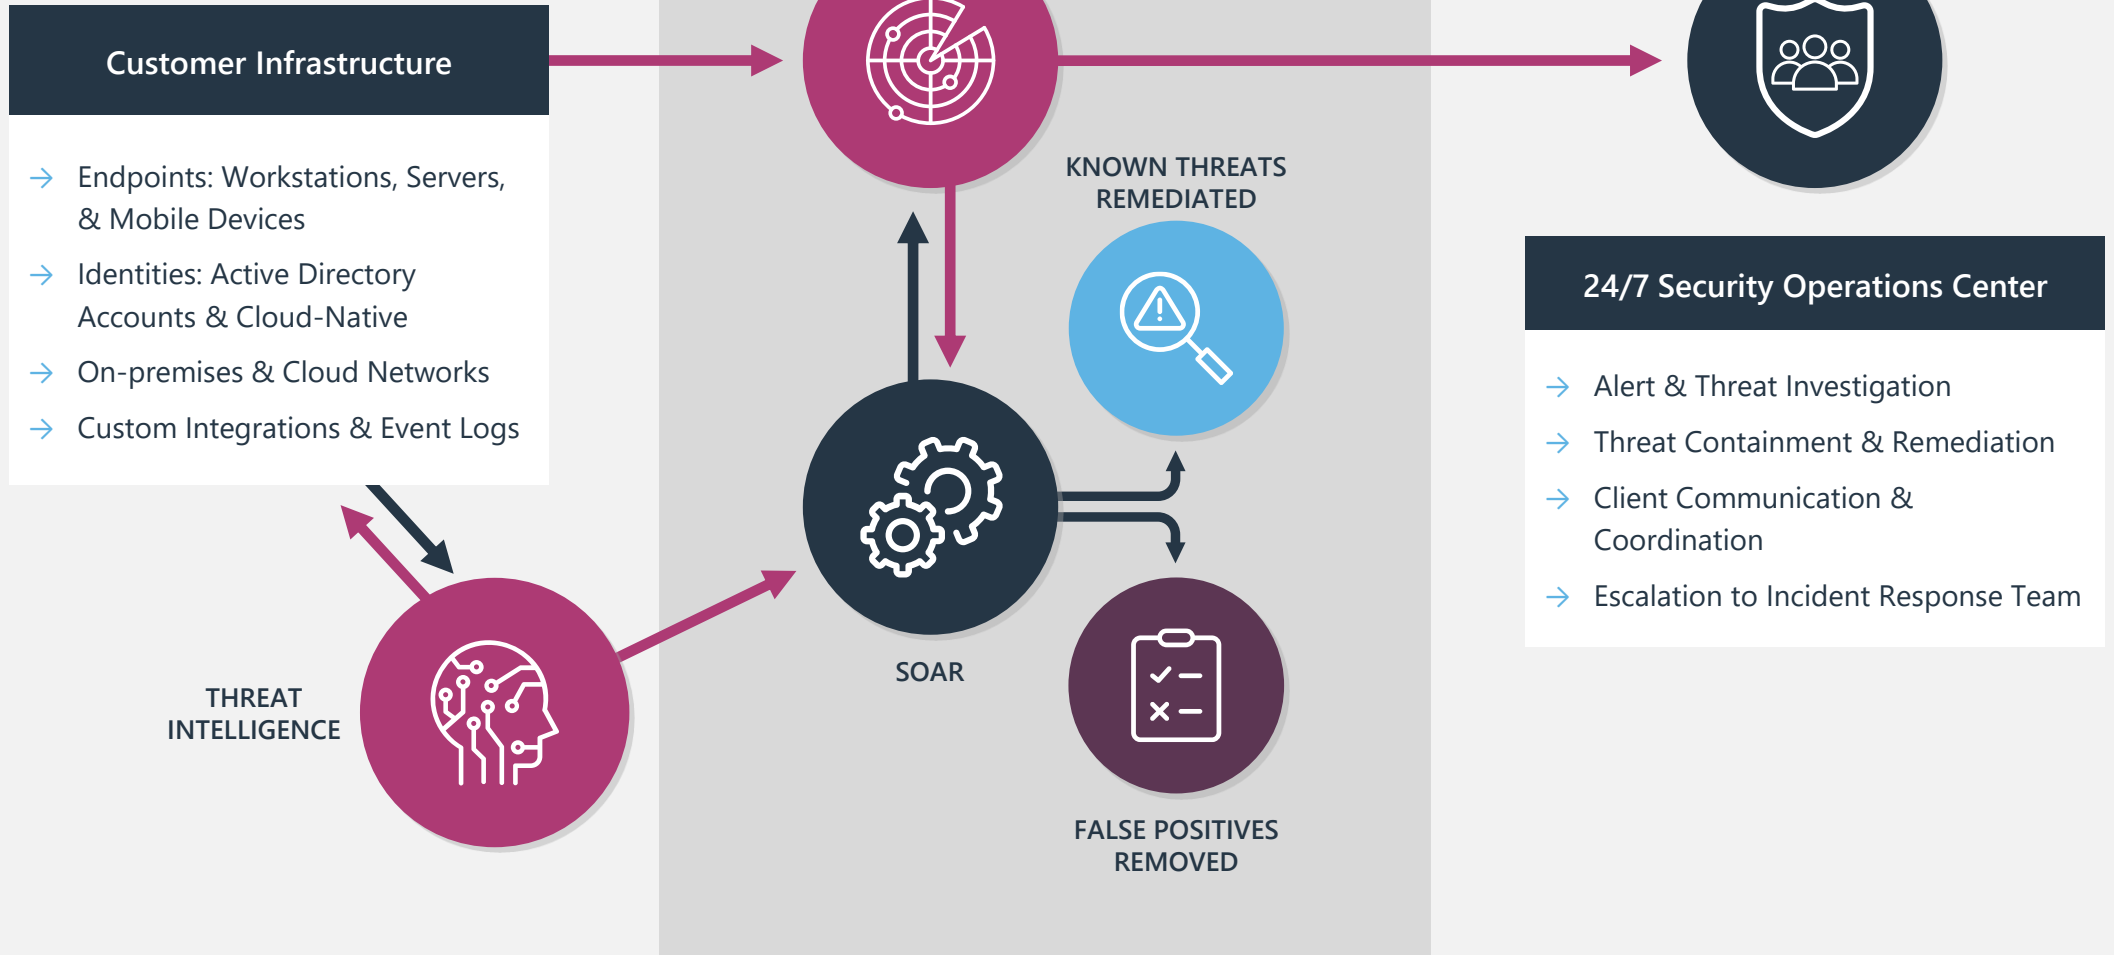 Customer Infrastructure
→ Endpoints: Workstations, Servers,
& Mobile Devices
→ Identities: Active Directory
Accounts & Cloud-Native
→ On-premises & Cloud Networks
→ Custom Integrations & Event Logs
THREAT
INTELLIGENCE
KNOWN THREATS
REMEDIATED
SOAR
FALSE POSITIVES
REMOVED
24/7 Security Operations Center
→ Alert & Threat Investigation
→ Threat Containment & Remediation
→ Client Communication &
Coordination
→ Escalation to Incident Response Team